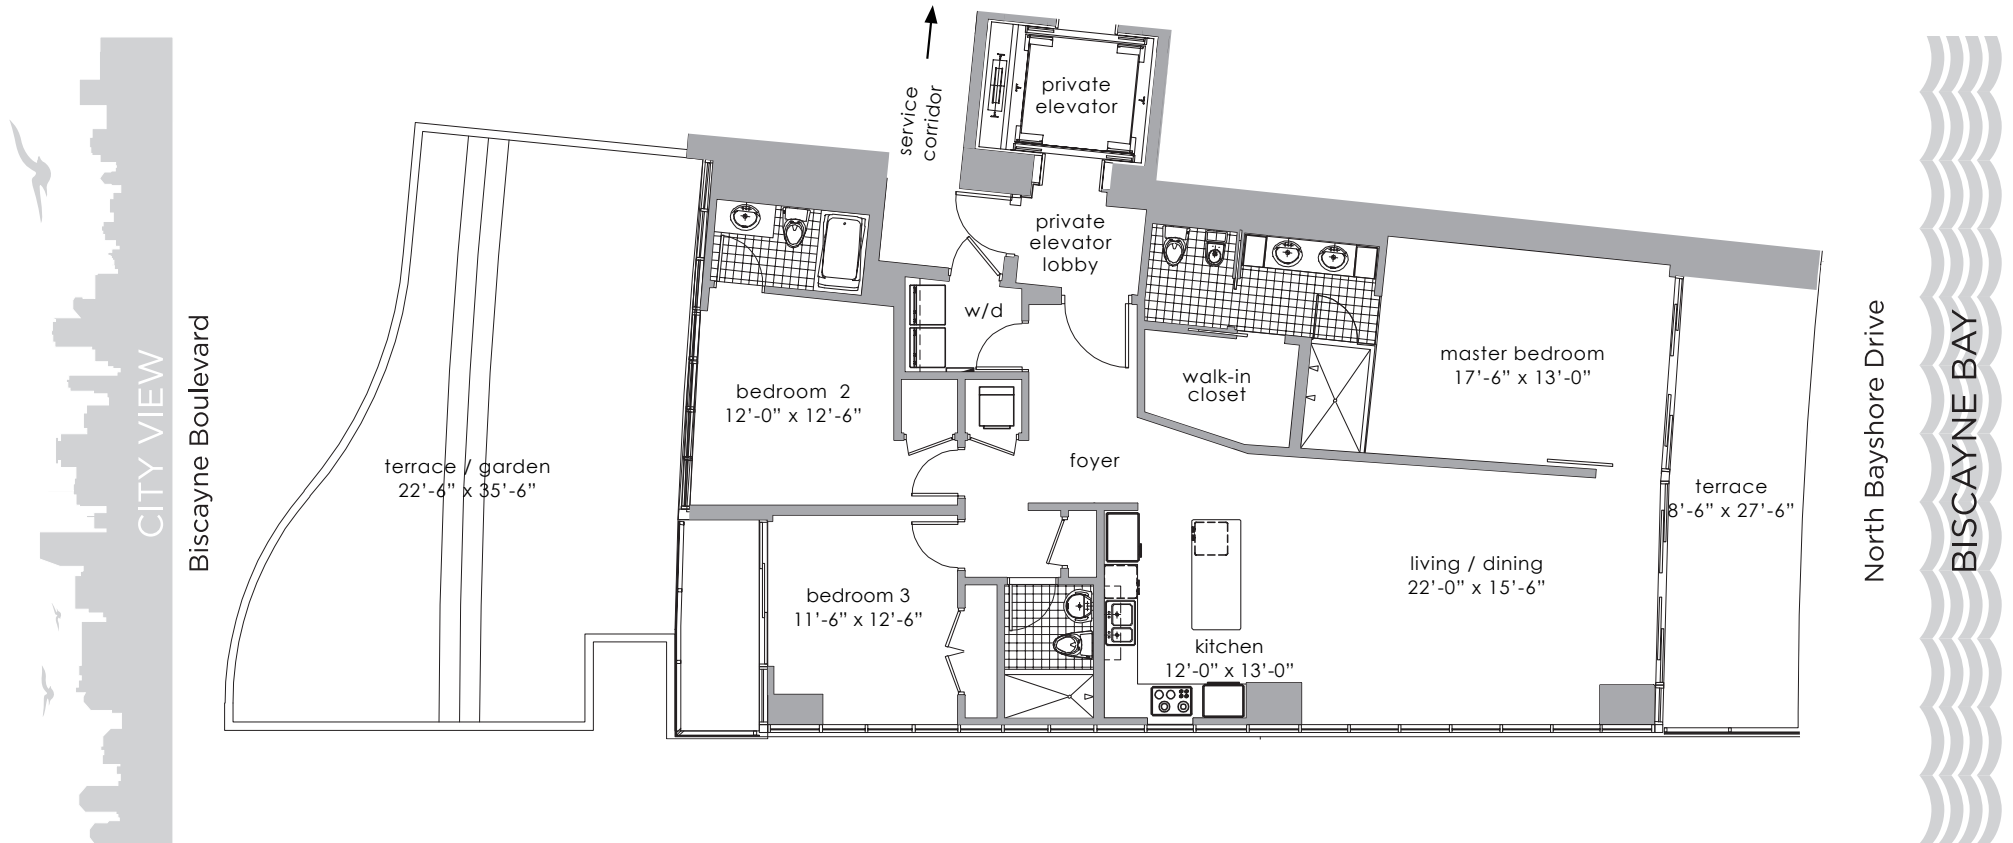 CITY VIEW
Biscayne Boulevard
terrace / garden
22'-6” x 35'-6”
service
corridor
private
elevator
private
elevator
lobby
w/d
bedroom 2
12'-0” x 12'-6”
walk-in
closet
master bedroom
17'-6” x 13'-0”
foyer
terrace
8'-6” x 27'-6”
bedroom 3
11'-6” x 12'-6”
living / dining
22'-0” x 15'-6”
kitchen
12'-0” x 13'-0”
North Bayshore Drive
BISCAYNE BAY